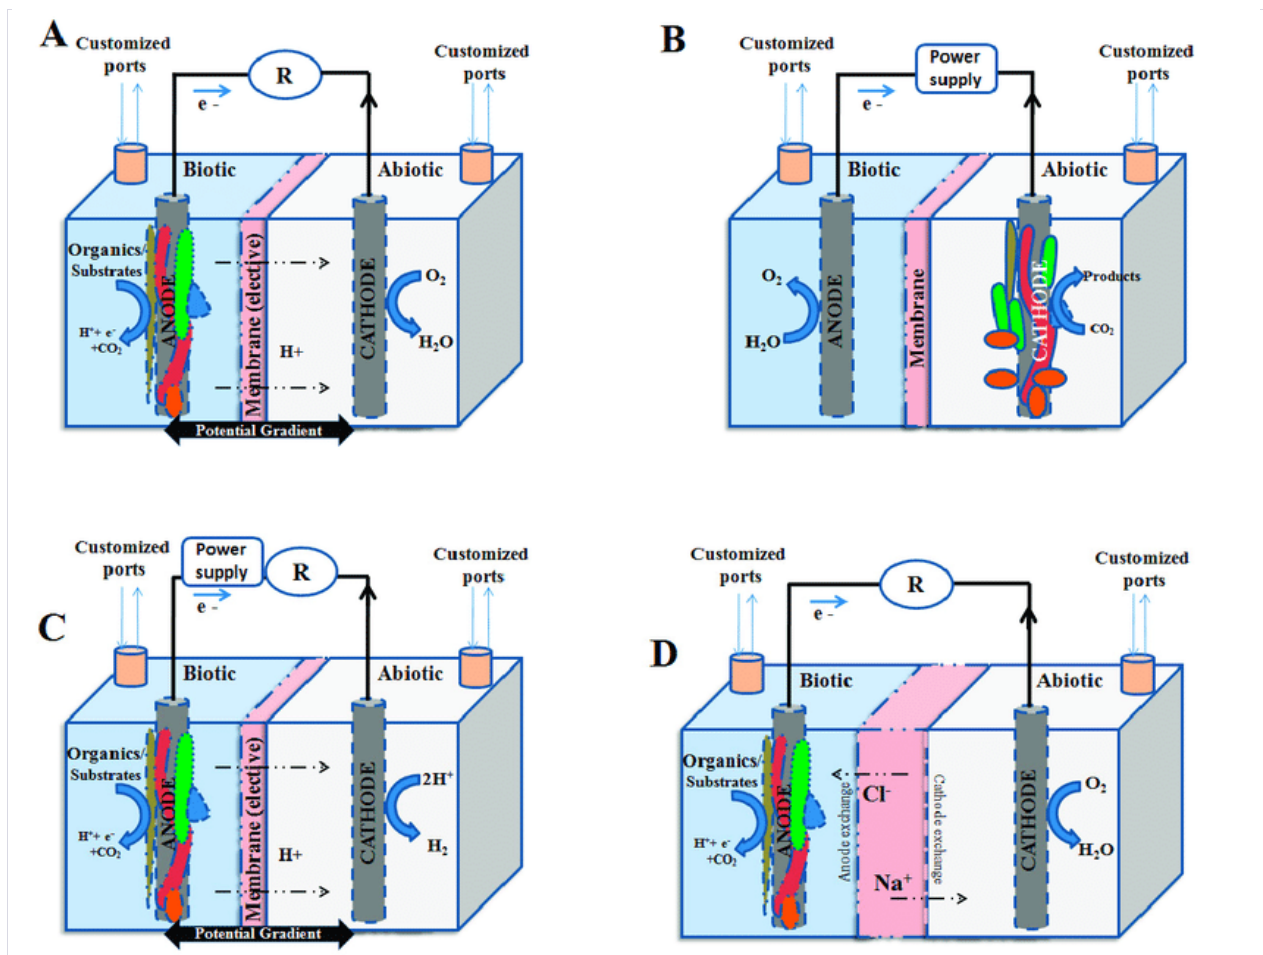 A
Customized
ports
R
e -
Customized
ports
Biotic
Abiotic
Organics/
Substrates
H⁺+ e⁻
+CO₂
ANODE
Membrane (elective)
H+
CATHODE
O₂
H₂O
Potential Gradient
B
Customized
ports
Power
supply
e -
Customized
ports
Biotic
Abiotic
O₂
H₂O
ANODE
Membrane
CATHODE
Products
CO₂
C
Customized
ports
Power
supply
R
e -
Customized
ports
Biotic
Abiotic
Organics/
Substrates
H⁺+ e⁻
+CO₂
ANODE
Membrane (elective)
H+
CATHODE
2H⁺
H₂
Potential Gradient
D
Customized
ports
R
e -
Customized
ports
Biotic
Abiotic
Organics/
Substrates
H⁺+ e⁻
+CO₂
ANODE
Anode exchange
Cl⁻
Na⁺
Cathode exchange
CATHODE
O₂
H₂O